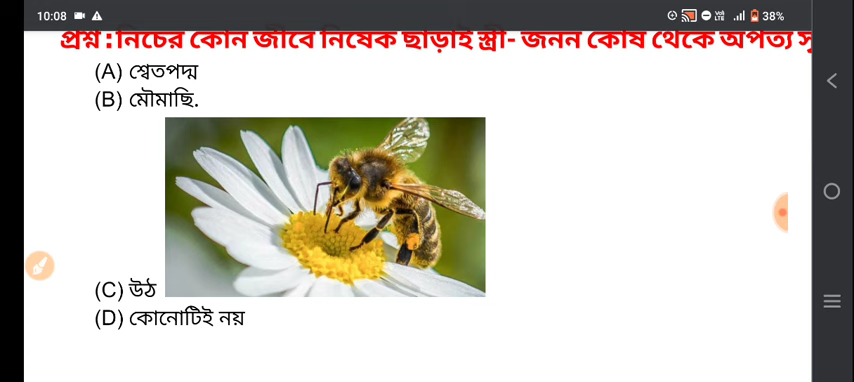 10:08
38%
প্রশ্ন : নিচের কোন জীবে নিষেক ছাড়াই স্ত্রী- জনন কোষ থেকে অপত্য
(A) শ্বেতপদ্ম
(B) মৌমাছি.
(C) উঠ
(D) কোনোটিই নয়